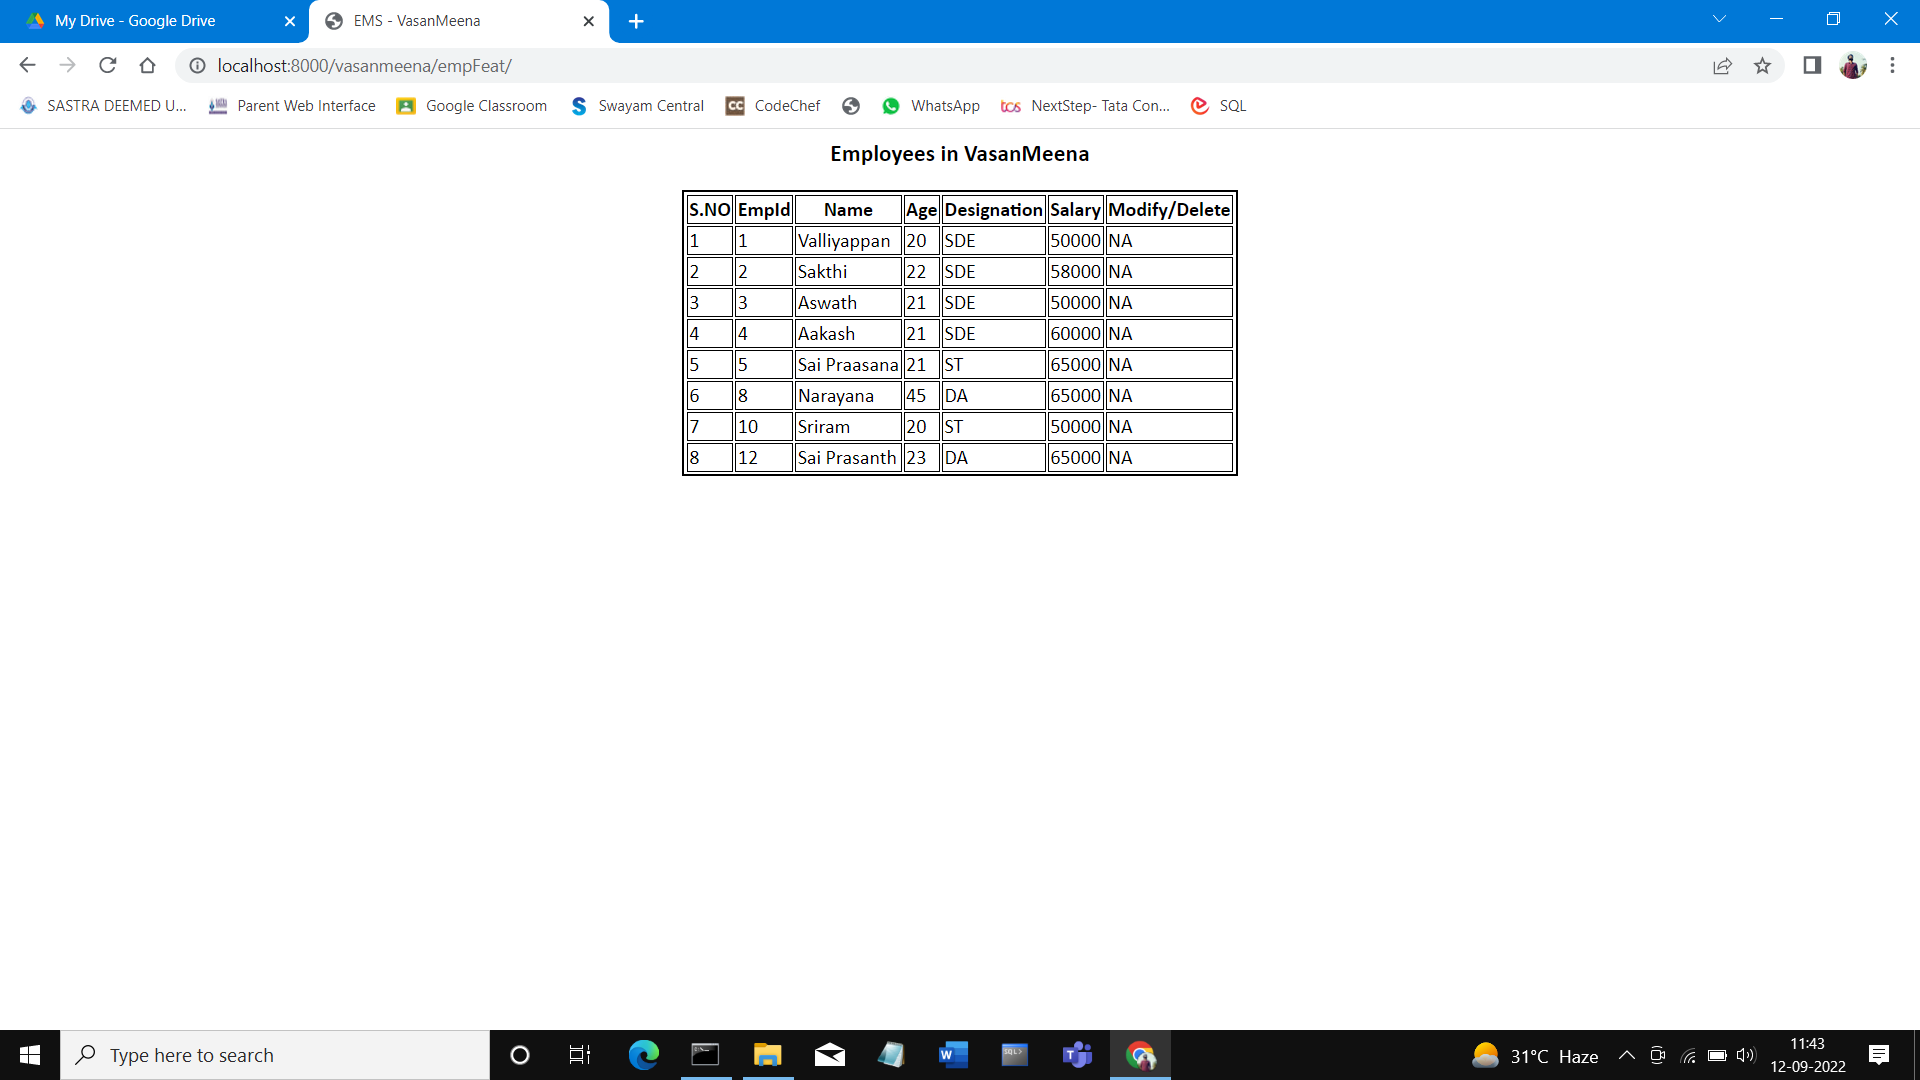 My Drive - Google Drive
EMS - VasanMeena
localhost:8000/vasanmeena/empFeat/
SASTRA DEEMED U...
Parent Web Interface
Google Classroom
Swayam Central
CC
CodeChef
WhatsApp
tcs
NextStep- Tata Con...
SQL
Employees in VasanMeena
S.NO EmpId Name Age Designation Salary Modify/Delete
1 1 Valliyappan 20 SDE 50000 NA
2 2 Sakthi 22 SDE 58000 NA
3 3 Aswath 21 SDE 50000 NA
4 4 Aakash 21 SDE 60000 NA
5 5 Sai Praasana 21 ST 65000 NA
6 8 Narayana 45 DA 65000 NA
7 10 Sriram 20 ST 50000 NA
8 12 Sai Prasanth 23 DA 65000 NA
Type here to search
31°C Haze
11:43
12-09-2022